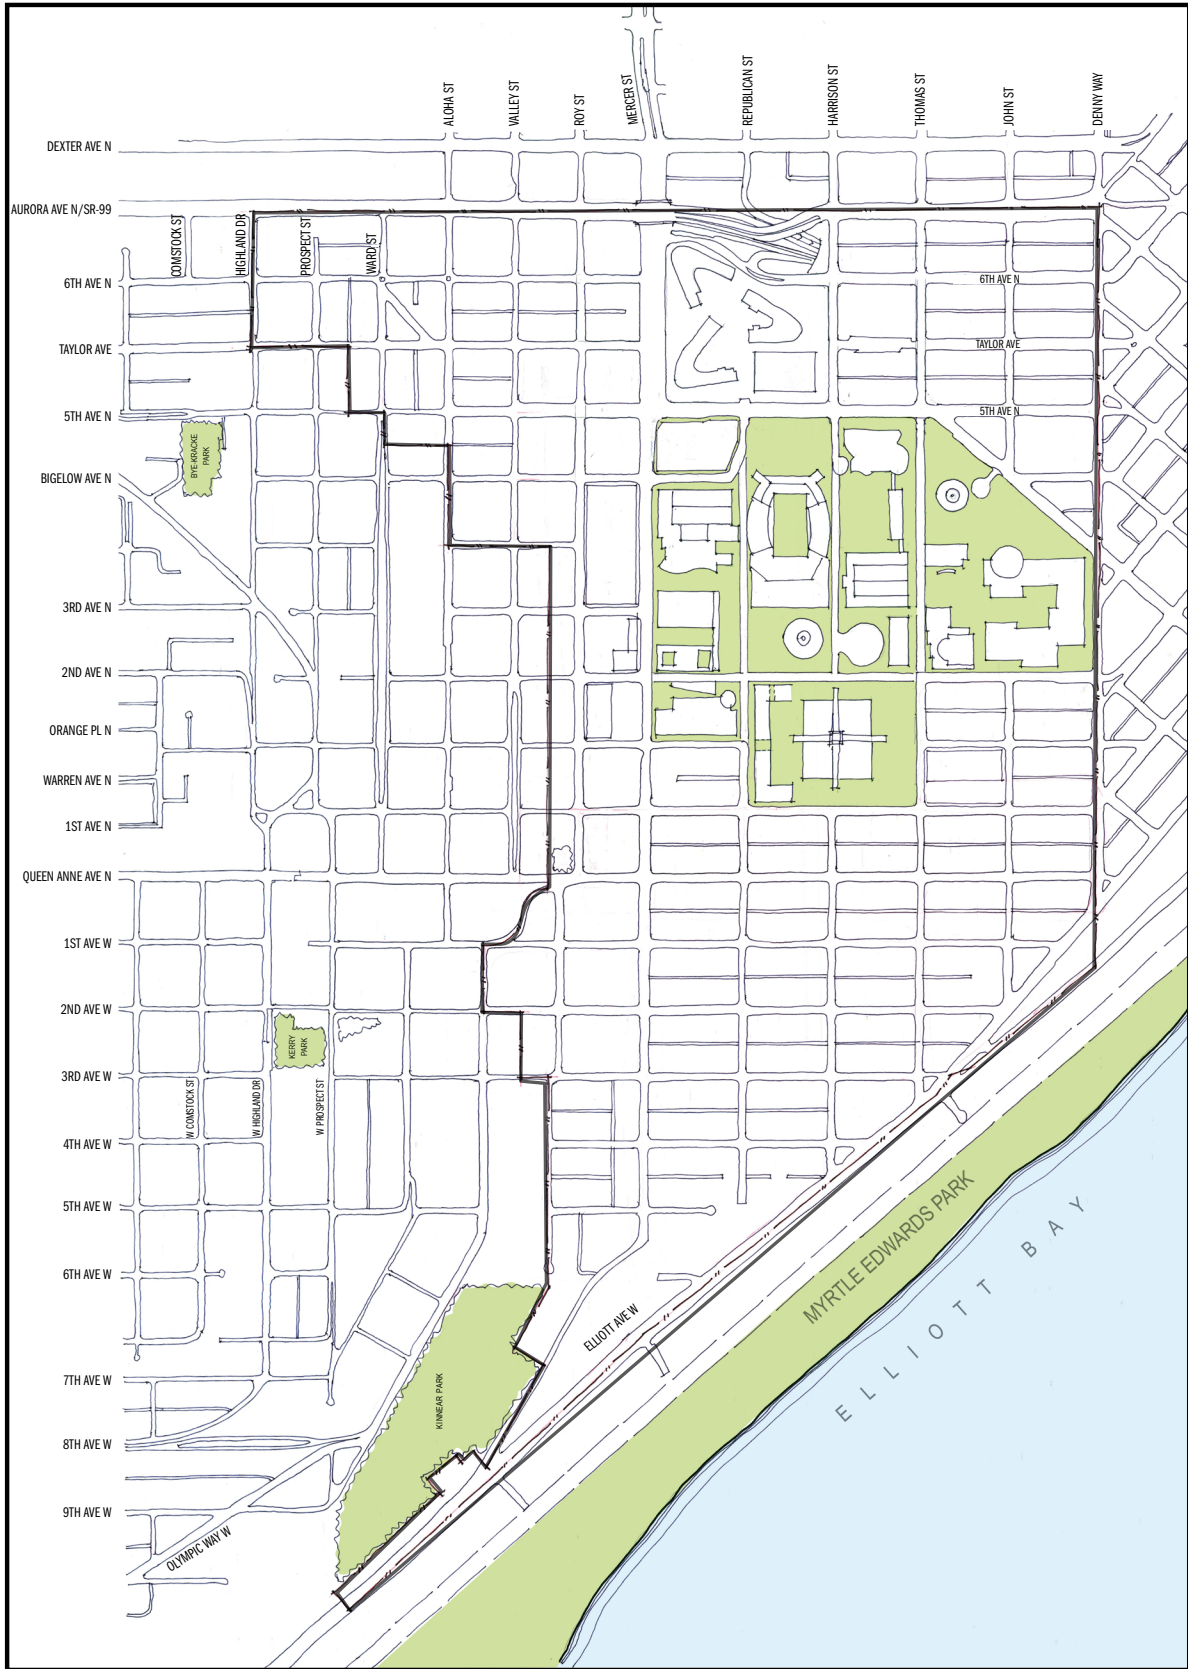 ALOHA ST
VALLEY ST
ROY ST
MERCER ST
REPUBLICAN ST
HARRISON ST
THOMAS ST
JOHN ST
DENNY WAY
DEXTER AVE N
AURORA AVE N/SR-99
COMSTOCK ST
HIGHLAND DR
PROSPECT ST
WARD ST
6TH AVE N
6TH AVE N
TAYLOR AVE
TAYLOR AVE
5TH AVE N
5TH AVE N
BYE-KRACKE
PARK
BIGELOW AVE N
3RD AVE N
2ND AVE N
ORANGE PL N
WARREN AVE N
1ST AVE N
QUEEN ANNE AVE N
1ST AVE W
2ND AVE W
KERRY
PARK
3RD AVE W
W COMSTOCK ST
W HIGHLAND DR
W PROSPECT ST
4TH AVE W
5TH AVE W
6TH AVE W
MYRTLE EDWARDS PARK
ELLIOTT BAY
ELLIOTT AVE W
7TH AVE W
KINNEAR PARK
8TH AVE W
9TH AVE W
OLYMPIC WAY W